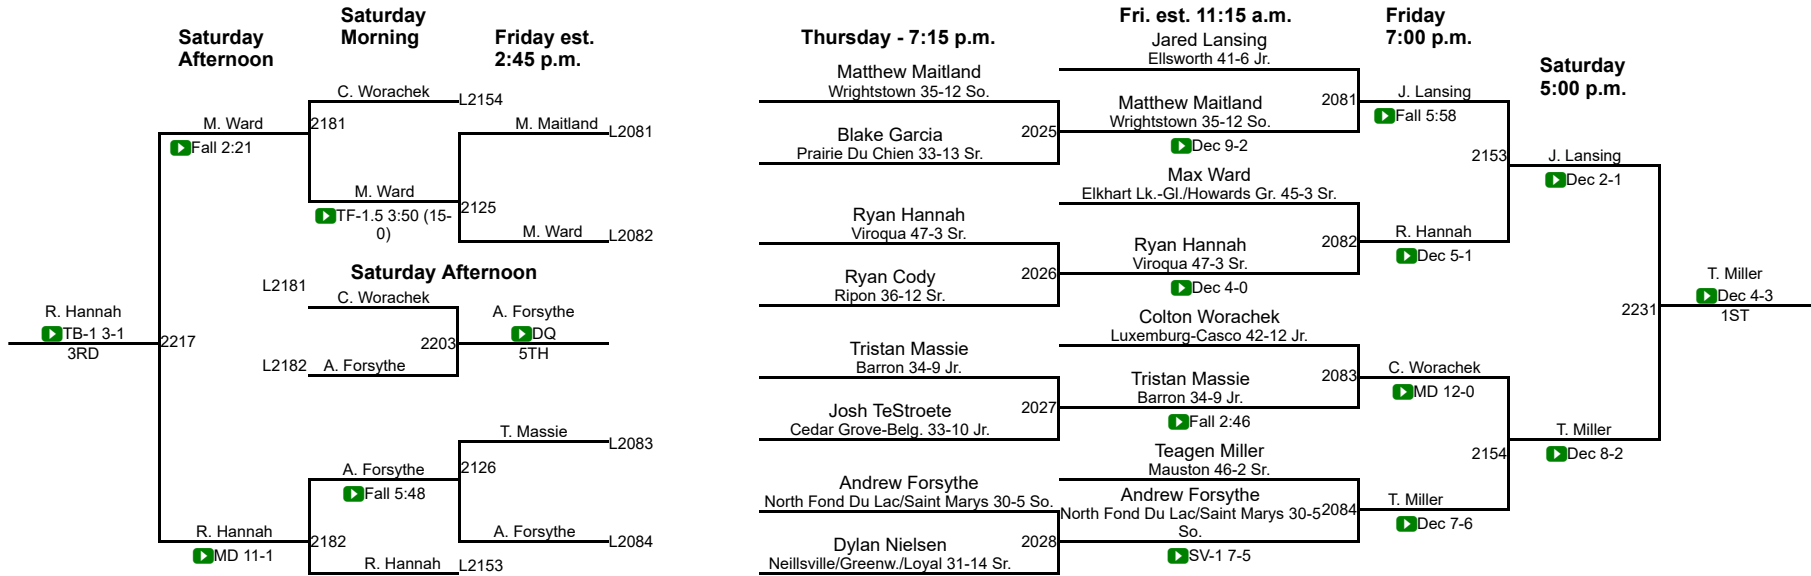 Saturday
Afternoon
Saturday
Morning
Friday est.
2:45 p.m.
C. Worachek
L2154
M. Ward
2181
Fall 2:21
M. Maitland
L2081
M. Ward
TF-1.5 3:50 (15-
0)
2125
M. Ward
L2082
Saturday Afternoon
L2181
C. Worachek
R. Hannah
TB-1 3-1
3RD
2217
2203
A. Forsythe
DQ
5TH
L2182
A. Forsythe
T. Massie
L2083
A. Forsythe
Fall 5:48
2126
R. Hannah
MD 11-1
2182
A. Forsythe
L2084
R. Hannah
L2153
Thursday - 7:15 p.m.
Fri. est. 11:15 a.m.
Friday
7:00 p.m.
Saturday
5:00 p.m.
Matthew Maitland
Wrightstown 35-12 So.
Blake Garcia
Prairie Du Chien 33-13 Sr.
2025
Ryan Hannah
Viroqua 47-3 Sr.
Ryan Cody
Ripon 36-12 Sr.
2026
Tristan Massie
Barron 34-9 Jr.
Josh TeStroete
Cedar Grove-Belg. 33-10 Jr.
2027
Andrew Forsythe
North Fond Du Lac/Saint Marys 30-5 So.
Dylan Nielsen
Neillsville/Greenw./Loyal 31-14 Sr.
2028
Jared Lansing
Ellsworth 41-6 Jr.
Matthew Maitland
Wrightstown 35-12 So.
Dec 9-2
2081
Max Ward
Elkhart Lk.-Gl./Howards Gr. 45-3 Sr.
Ryan Hannah
Viroqua 47-3 Sr.
Dec 4-0
2082
Colton Worachek
Luxemburg-Casco 42-12 Jr.
Tristan Massie
Barron 34-9 Jr.
Fall 2:46
2083
Teagen Miller
Mauston 46-2 Sr.
Andrew Forsythe
North Fond Du Lac/Saint Marys 30-5
So.
SV-1 7-5
2084
J. Lansing
Fall 5:58
2153
R. Hannah
Dec 5-1
C. Worachek
MD 12-0
2154
T. Miller
Dec 7-6
J. Lansing
Dec 2-1
2231
T. Miller
Dec 8-2
T. Miller
Dec 4-3
1ST